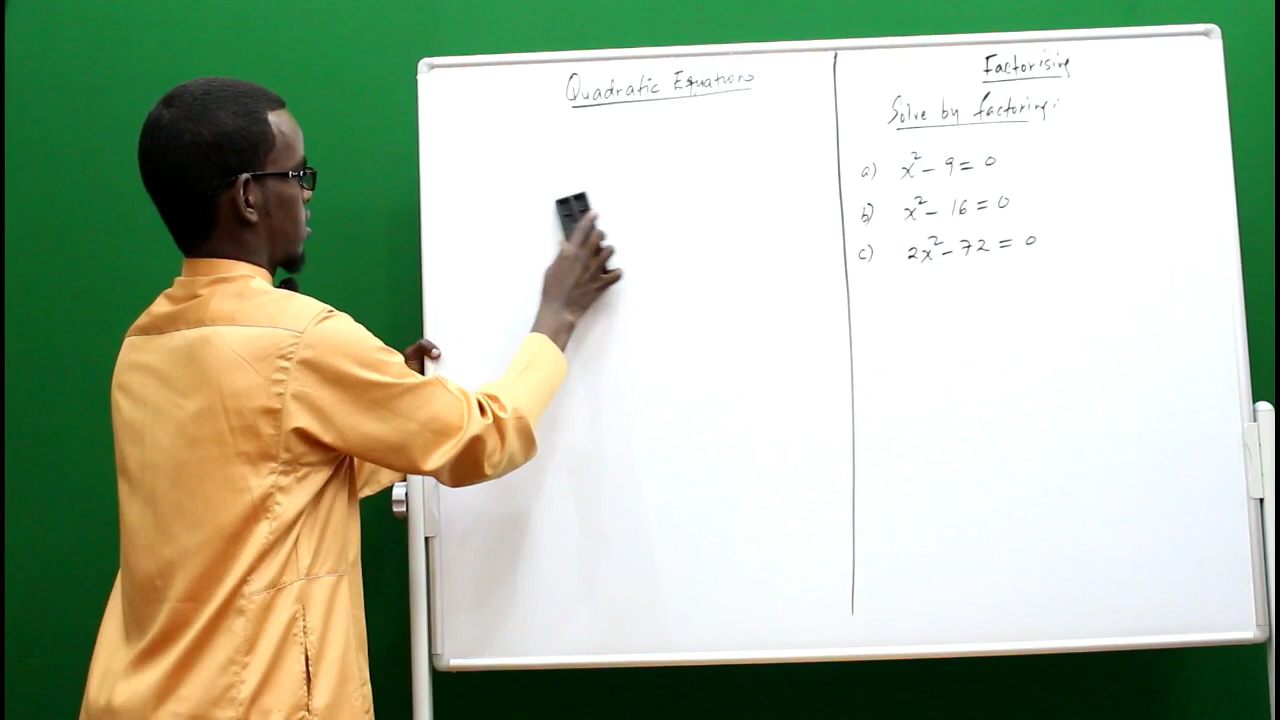 Quadratic Equations
Factorising
Solve by factoring:
a) x² - 9 = 0
b) x² - 16 = 0
c) 2x² - 72 = 0